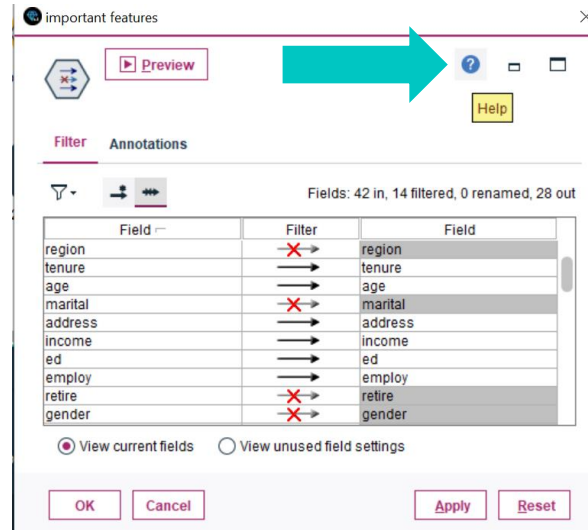 important features
Preview
?
Help
Filter Annotations
Fields: 42 in, 14 filtered, 0 renamed, 28 out
Field Filter Field
region region
tenure tenure
age age
marital marital
address address
income income
ed ed
employ employ
retire retire
gender gender
View current fields View unused field settings
OK Cancel Apply Reset